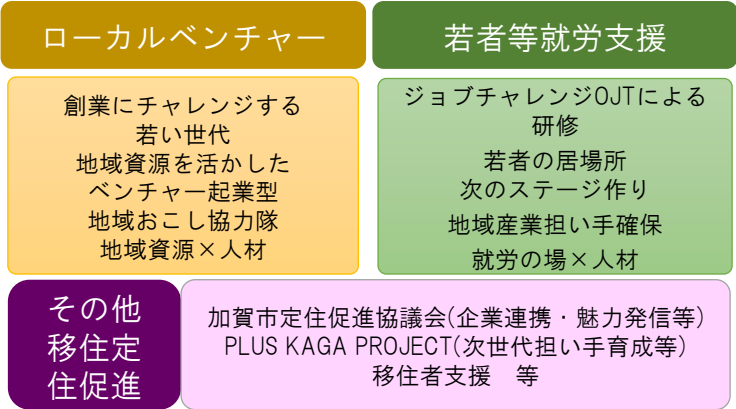 ローカルベンチャー
創業にチャレンジする
若い世代
地域資源を活かした
ベンチャー起業型
地域おこし協力隊
地域資源×人材
若者等就労支援
ジョブチャレンジOJTによる
研修
若者の居場所
次のステージ作り
地域産業担い手確保
就労の場×人材
その他
移住定
住促進
加賀市定住促進協議会(企業連携・魅力発信等)
PLUS KAGA PROJECT(次世代担い手育成等)
移住者支援　等